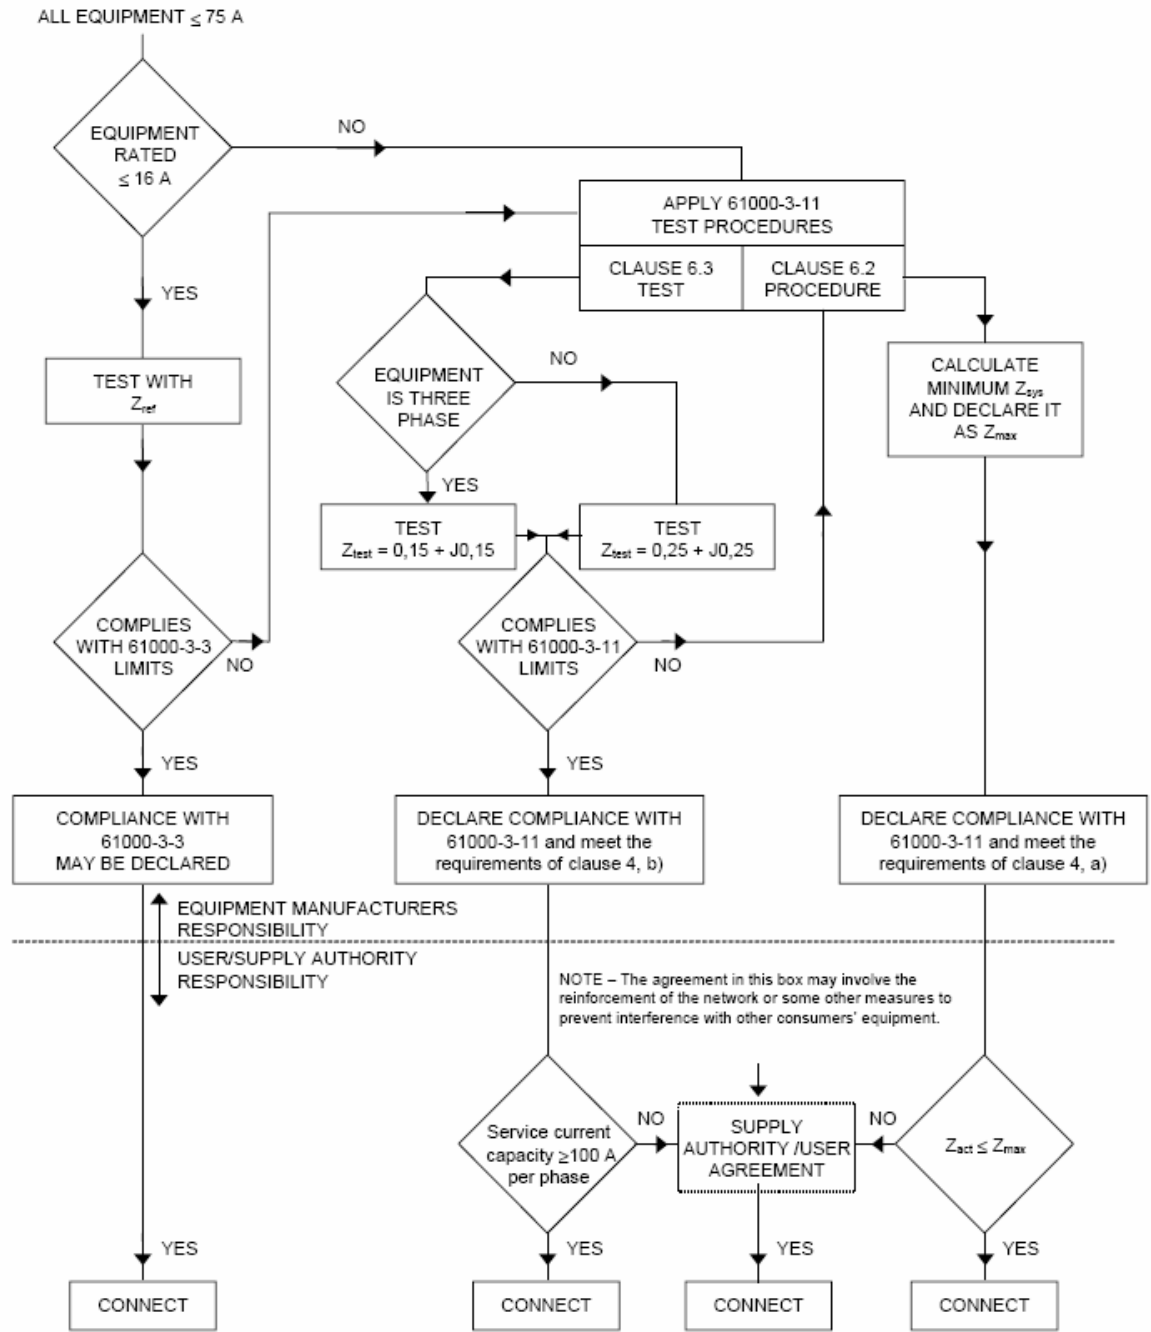 ALL EQUIPMENT ≤ 75 A
EQUIPMENT
RATED
≤ 16 A
NO
YES
APPLY 61000-3-11
TEST PROCEDURES
CLAUSE 6.3
TEST
CLAUSE 6.2
PROCEDURE
TEST WITH
Zref
EQUIPMENT
IS THREE
PHASE
NO
YES
CALCULATE
MINIMUM Zsys
AND DECLARE IT
AS Zmax
TEST
Ztest = 0,15 + J0,15
TEST
Ztest = 0,25 + J0,25
COMPLIES
WITH 61000-3-3
LIMITS
NO
YES
COMPLIES
WITH 61000-3-11
LIMITS
NO
YES
COMPLIANCE WITH
61000-3-3
MAY BE DECLARED
DECLARE COMPLIANCE WITH
61000-3-11 and meet the
requirements of clause 4, b)
DECLARE COMPLIANCE WITH
61000-3-11 and meet the
requirements of clause 4, a)
EQUIPMENT MANUFACTURERS
RESPONSIBILITY
USER/SUPPLY AUTHORITY
RESPONSIBILITY
NOTE – The agreement in this box may involve the
reinforcement of the network or some other measures to
prevent interference with other consumers' equipment.
Service current
capacity ≥100 A
per phase
NO
SUPPLY
AUTHORITY /USER
AGREEMENT
NO
Zact ≤ Zmax
YES
YES
YES
YES
CONNECT
CONNECT
CONNECT
CONNECT